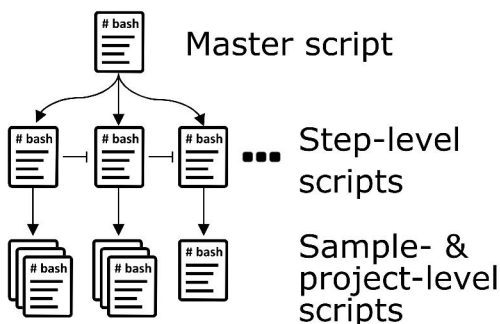 # bash
Master script
# bash # bash # bash
Step-level
scripts
# bash # bash # bash
Sample- &
project-level
scripts